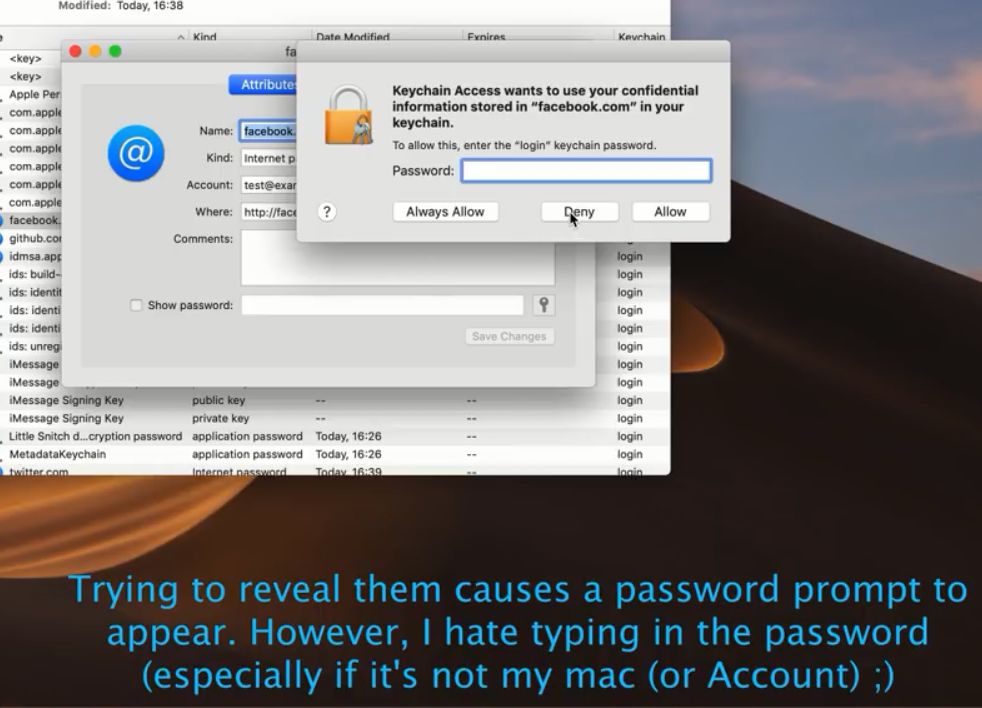 Modified: Today, 16:38
Kind Date Modified Expires Keychain
<key>
<key>
Apple Per
com.apple
com.apple
com.apple
com.apple
com.apple
com.apple
facebook.
github.co
idmsa.app
ids: build-
ids: identit
ids: identi
ids: identi
ids: unreg
iMessage
iMessage
fa
Attributes
Name: facebook.
Kind: Internet p
Account: test@exar
Where: http://face
Comments:
Show password:
Save Changes
Keychain Access wants to use your confidential
information stored in “facebook.com” in your
keychain.
To allow this, enter the “login” keychain password.
Password:
? Always Allow Deny Allow
login
login
login
login
login
login
login
login
iMessage Signing Key public key -- -- login
iMessage Signing Key private key -- -- login
Little Snitch d...cryption password application password Today, 16:26 -- login
MetadataKeychain application password Today, 16:26 -- login
twitter.com Internet password Today, 16:39 -- login
Trying to reveal them causes a password prompt to
appear. However, I hate typing in the password
(especially if it's not my mac (or Account) ;)